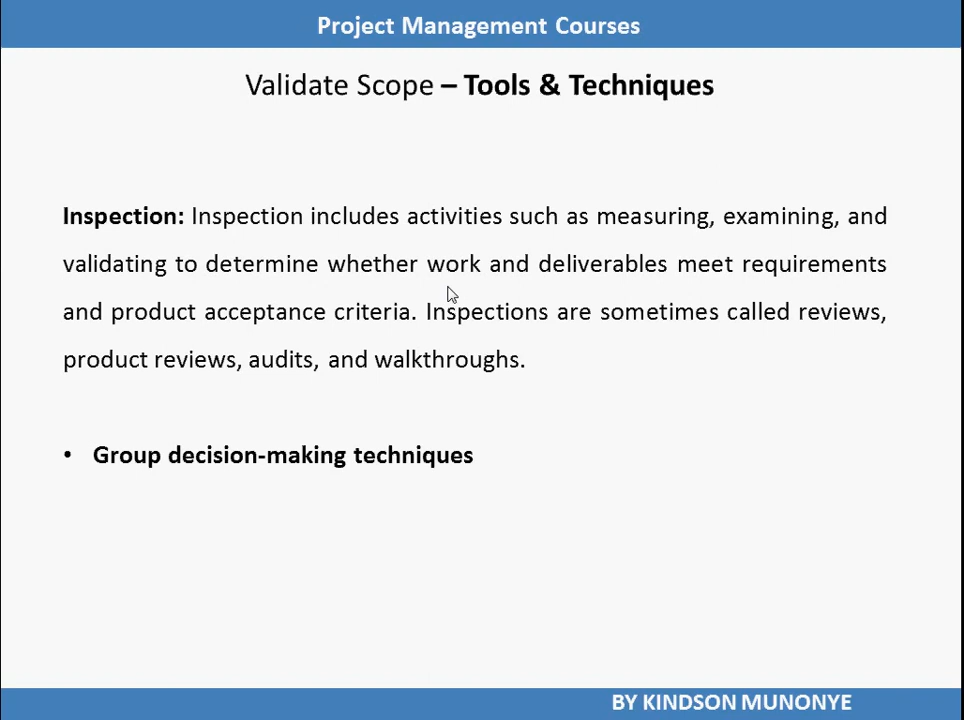 Project Management Courses
Validate Scope – Tools & Techniques
Inspection: Inspection includes activities such as measuring, examining, and
validating to determine whether work and deliverables meet requirements
and product acceptance criteria. Inspections are sometimes called reviews,
product reviews, audits, and walkthroughs.
• Group decision-making techniques
BY KINDSON MUNONYE